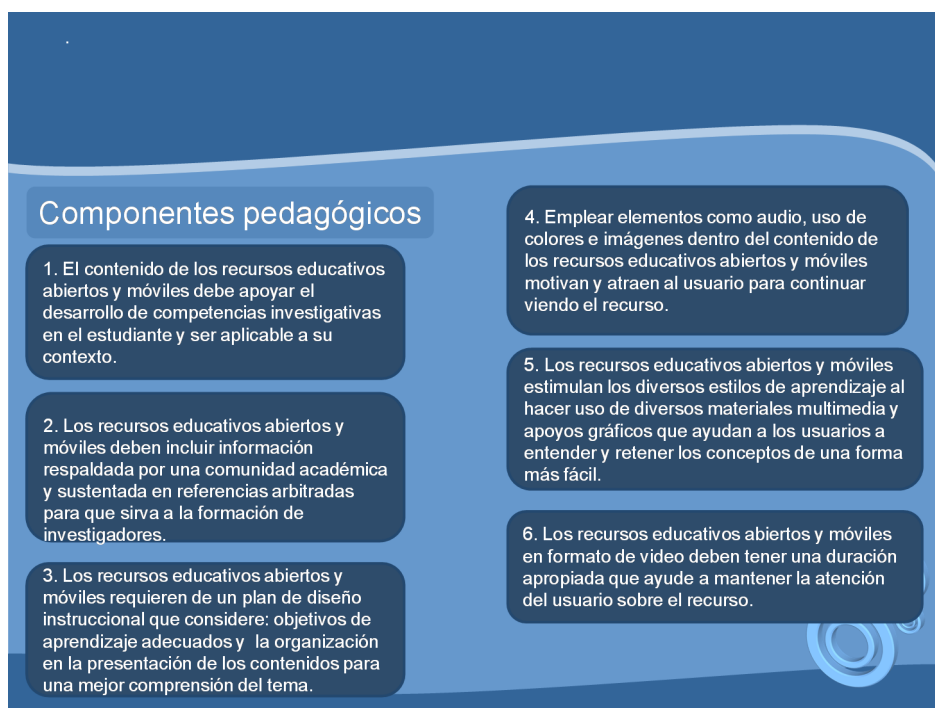 .
Componentes pedagógicos
1. El contenido de los recursos educativos
abiertos y móviles debe apoyar el
desarrollo de competencias investigativas
en el estudiante y ser aplicable a su
contexto.
2. Los recursos educativos abiertos y
móviles deben incluir información
respaldada por una comunidad académica
y sustentada en referencias arbitradas
para que sirva a la formación de
investigadores.
3. Los recursos educativos abiertos y
móviles requieren de un plan de diseño
instruccional que considere: objetivos de
aprendizaje adecuados y  la organización
en la presentación de los contenidos para
una mejor comprensión del tema.
4. Emplear elementos como audio, uso de
colores e imágenes dentro del contenido de
los recursos educativos abiertos y móviles
motivan y atraen al usuario para continuar
viendo el recurso.
5. Los recursos educativos abiertos y móviles
estimulan los diversos estilos de aprendizaje al
hacer uso de diversos materiales multimedia y
apoyos gráficos que ayudan a los usuarios a
entender y retener los conceptos de una forma
más fácil.
6. Los recursos educativos abiertos y móviles
en formato de video deben tener una duración
apropiada que ayude a mantener la atención
del usuario sobre el recurso.